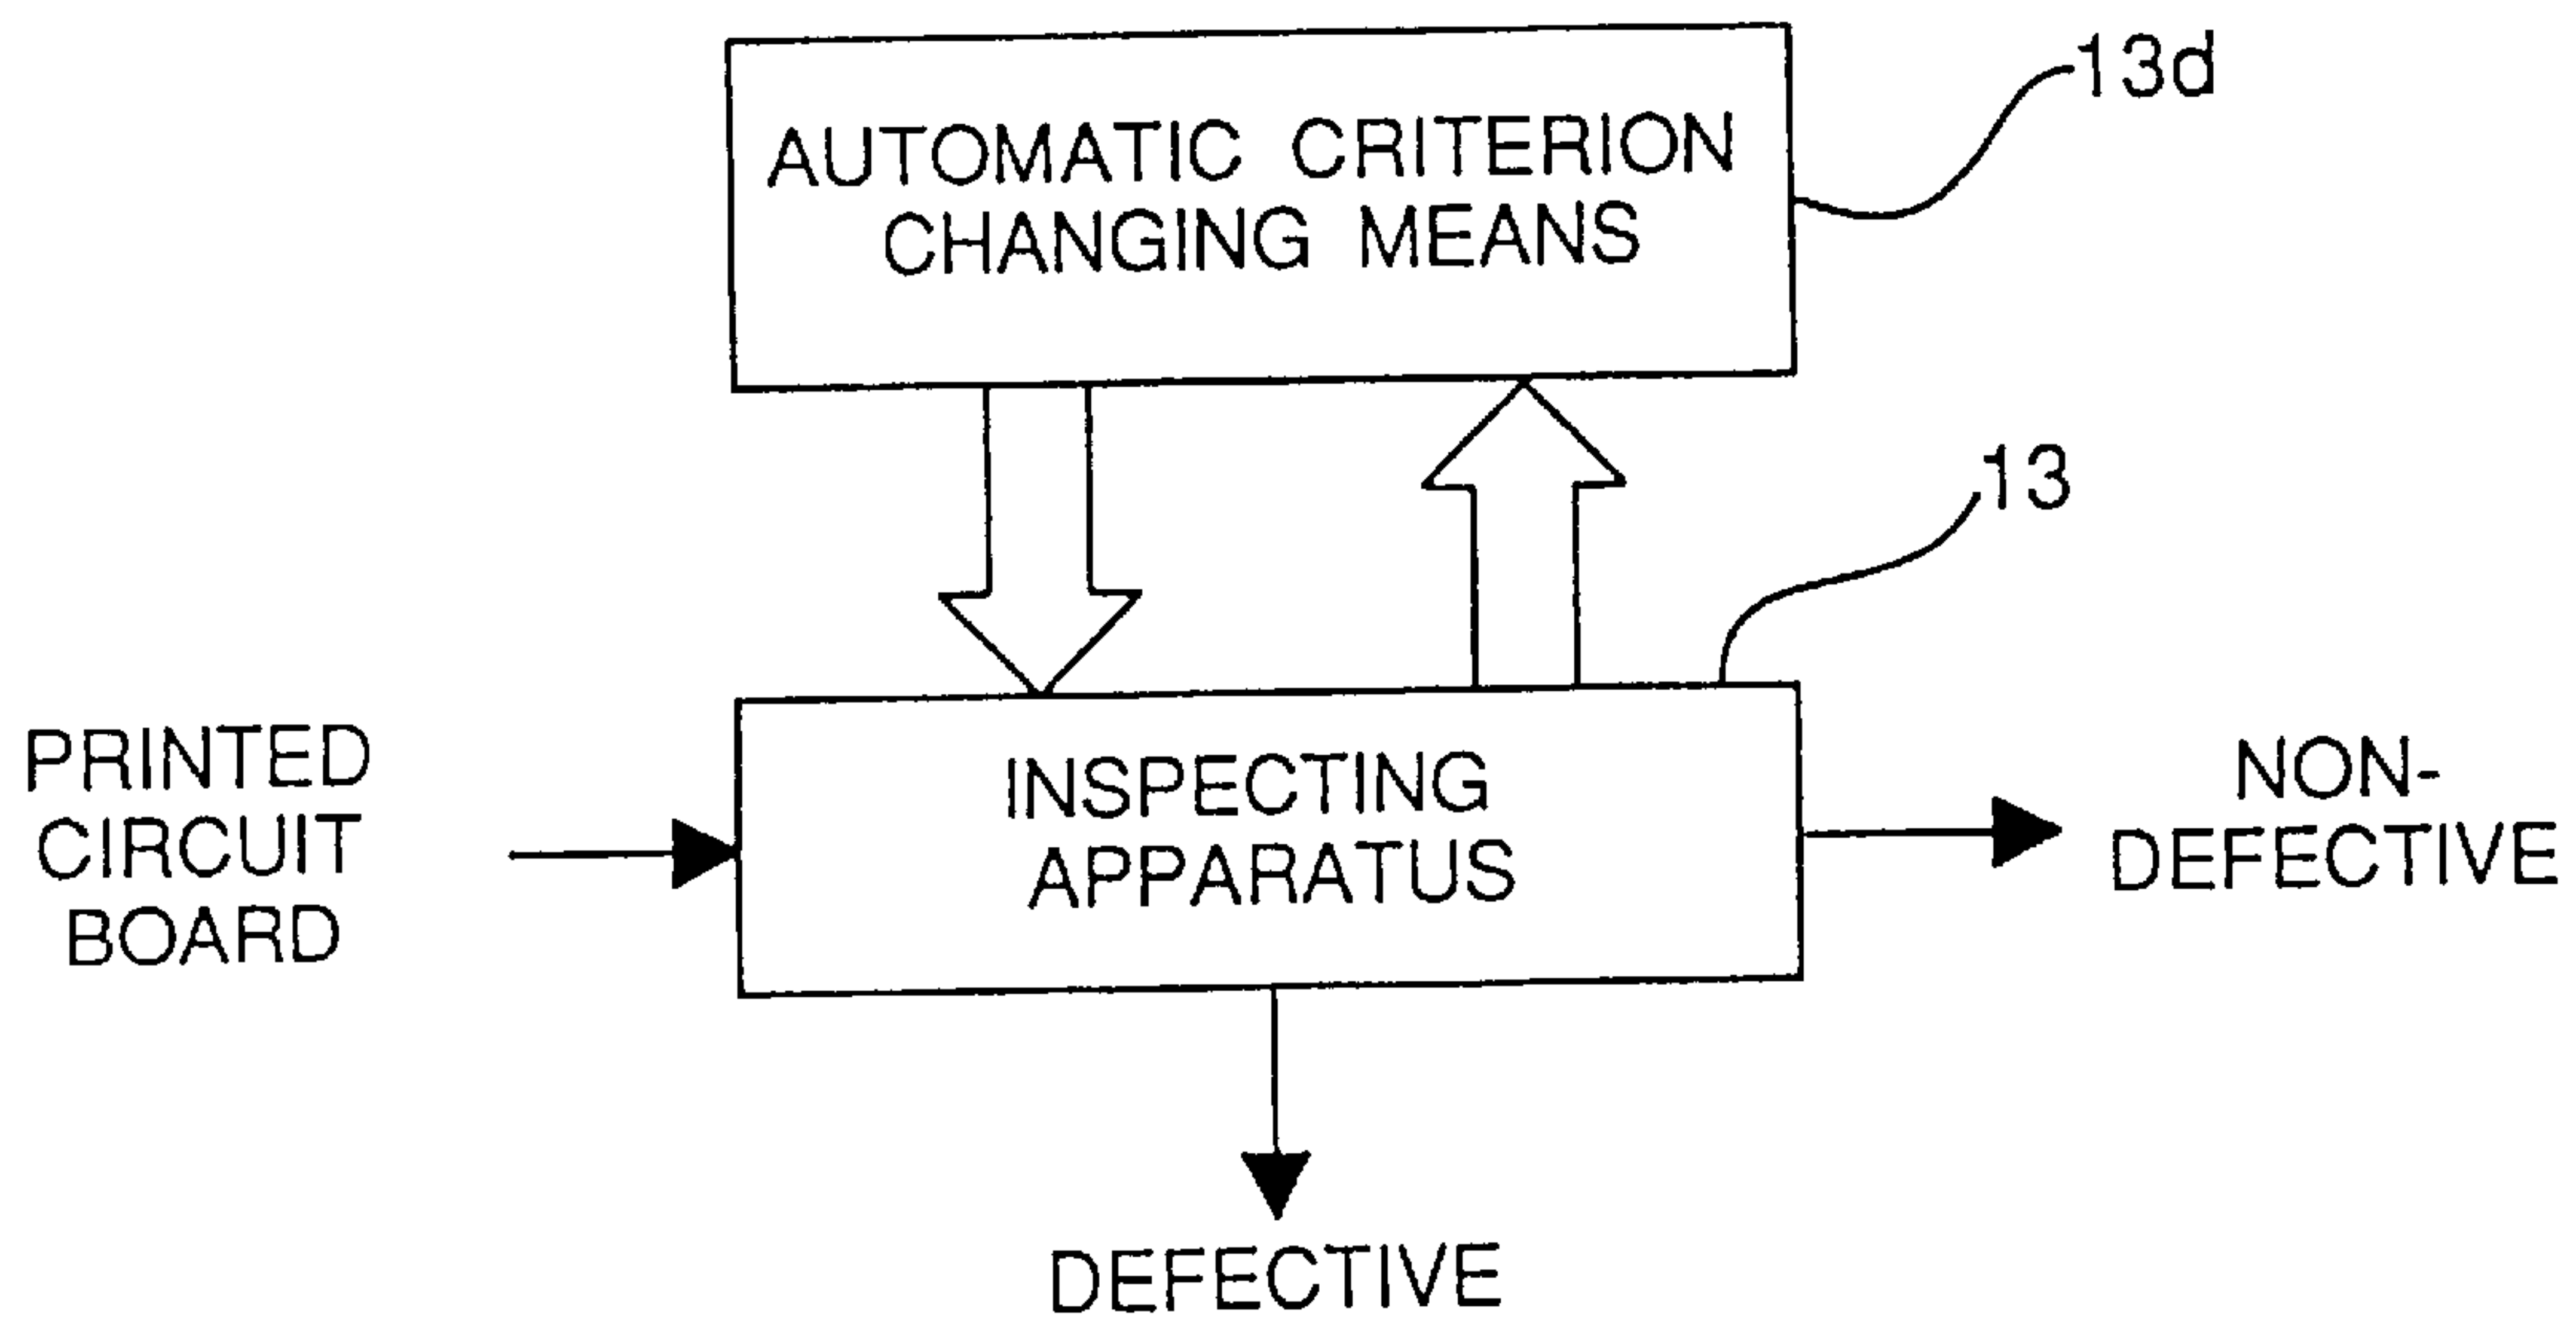 AUTOMATIC CRITERION
CHANGING MEANS
13d
13
PRINTED
CIRCUIT
BOARD
INSPECTING
APPARATUS
NON-
DEFECTIVE
DEFECTIVE